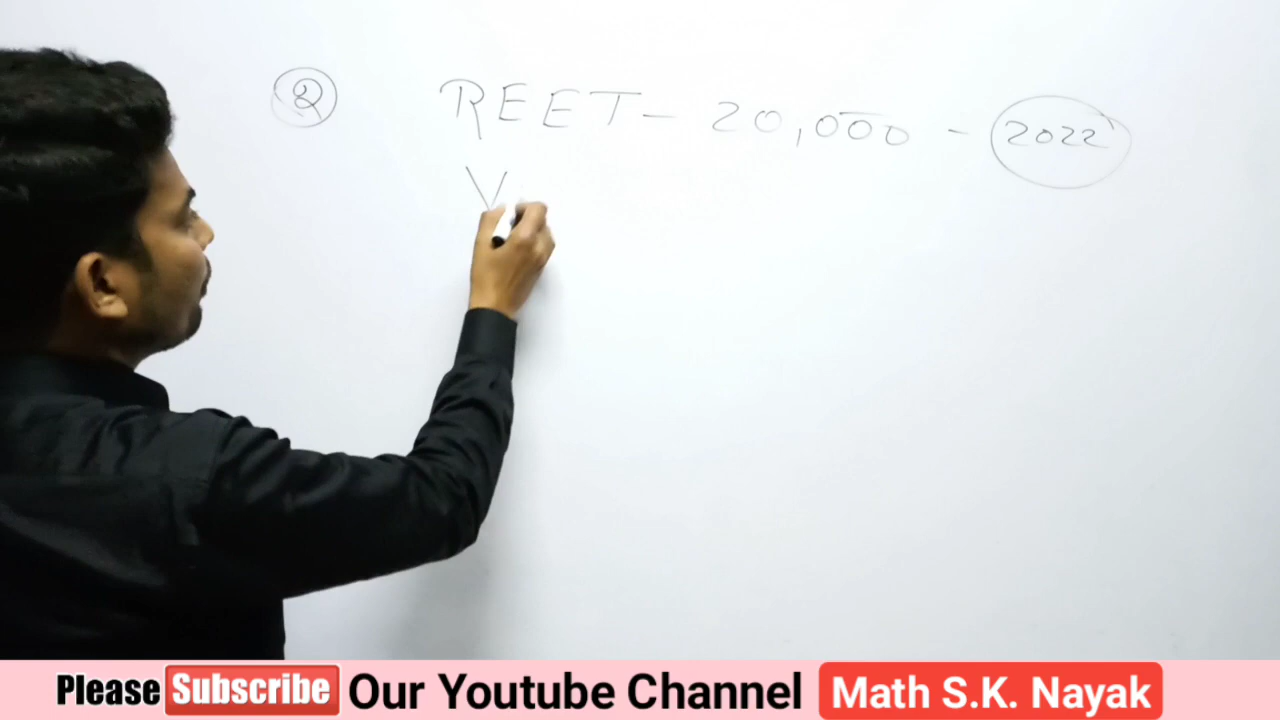 2 REET - 20,000 - 2022
V
Please Subscribe Our Youtube Channel Math S.K. Nayak